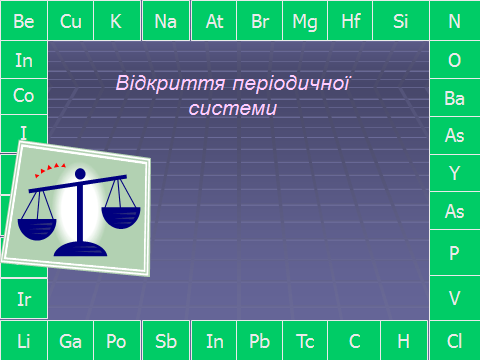 Be Cu K Na At Br Mg Hf Si N
In O
Відкриття періодичної
системи
Co Ba
I As
Y
As
P
Ir V
Li Ga Po Sb In Pb Tc C H Cl